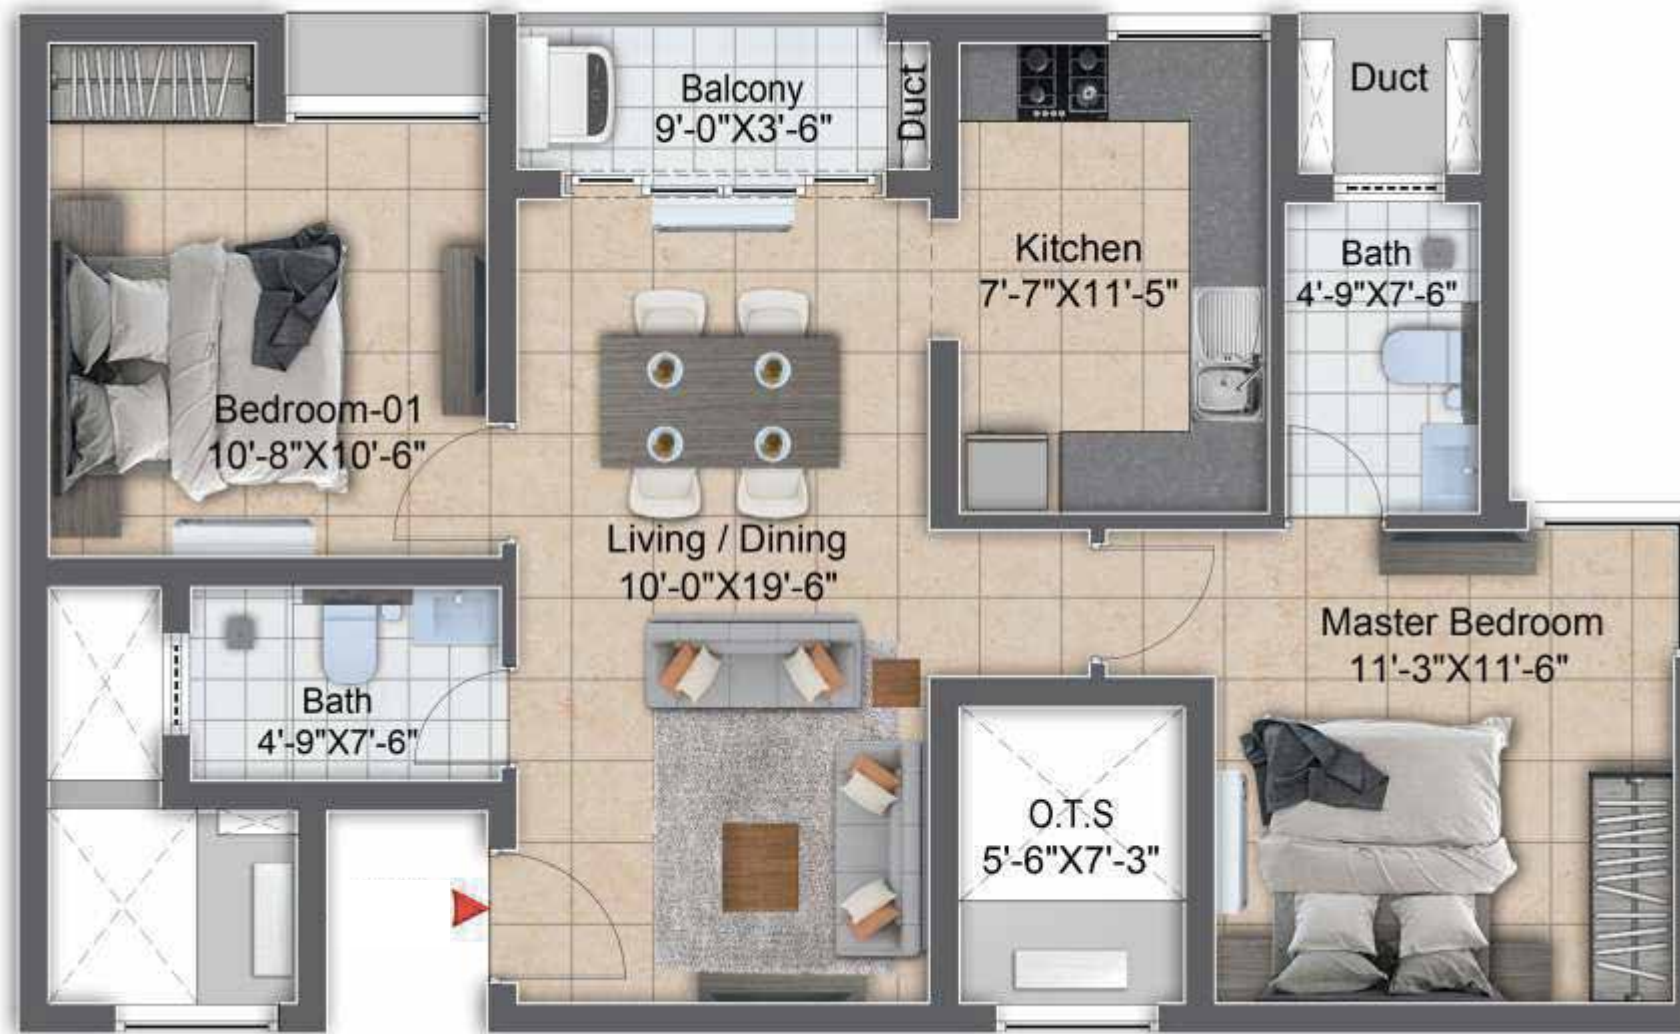 Balcony
9'-0"X3'-6"
Duct
Duct
Kitchen
7'-7"X11'-5"
Bath
4'-9"X7'-6"
Bedroom-01
10'-8"X10'-6"
Living / Dining
10'-0"X19'-6"
Master Bedroom
11'-3"X11'-6"
Bath
4'-9"X7'-6"
O.T.S
5'-6"X7'-3"